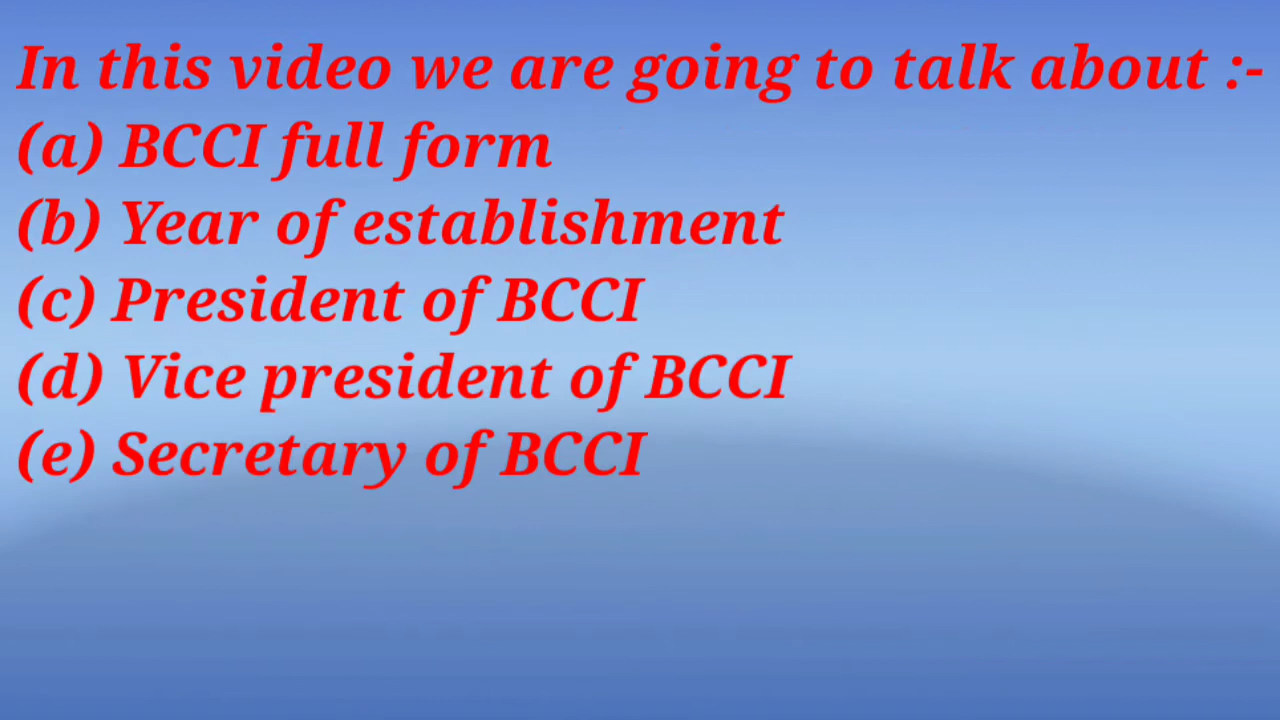 In this video we are going to talk about :-
(a) BCCI full form
(b) Year of establishment
(c) President of BCCI
(d) Vice president of BCCI
(e) Secretary of BCCI